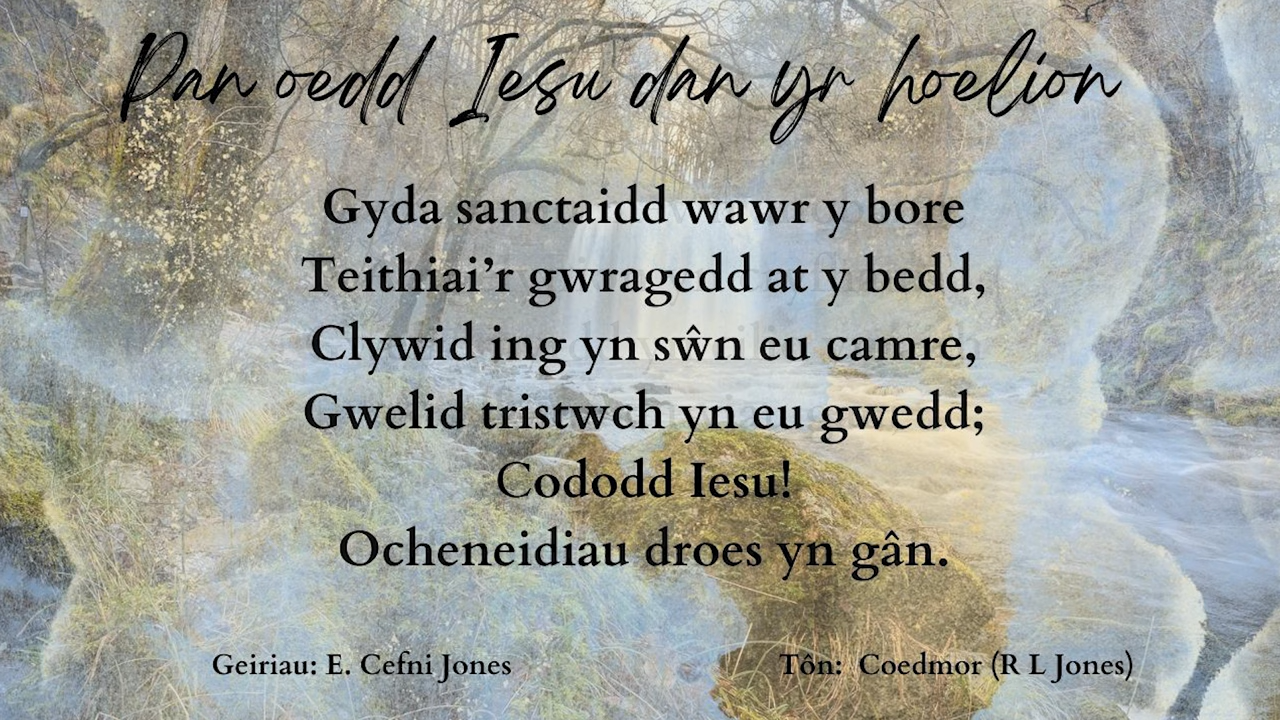 Pan oedd Iesu dan yr hoelion
Gyda sanctaidd wawr y bore
Teithiai’r gwragedd at y bedd,
Clywid ing yn sŵn eu camre,
Gwelid tristwch yn eu gwedd;
Cododd Iesu!
Ocheneidiau droes yn gân.
Geiriau: E. Cefni Jones
Tôn: Coedmor (R L Jones)